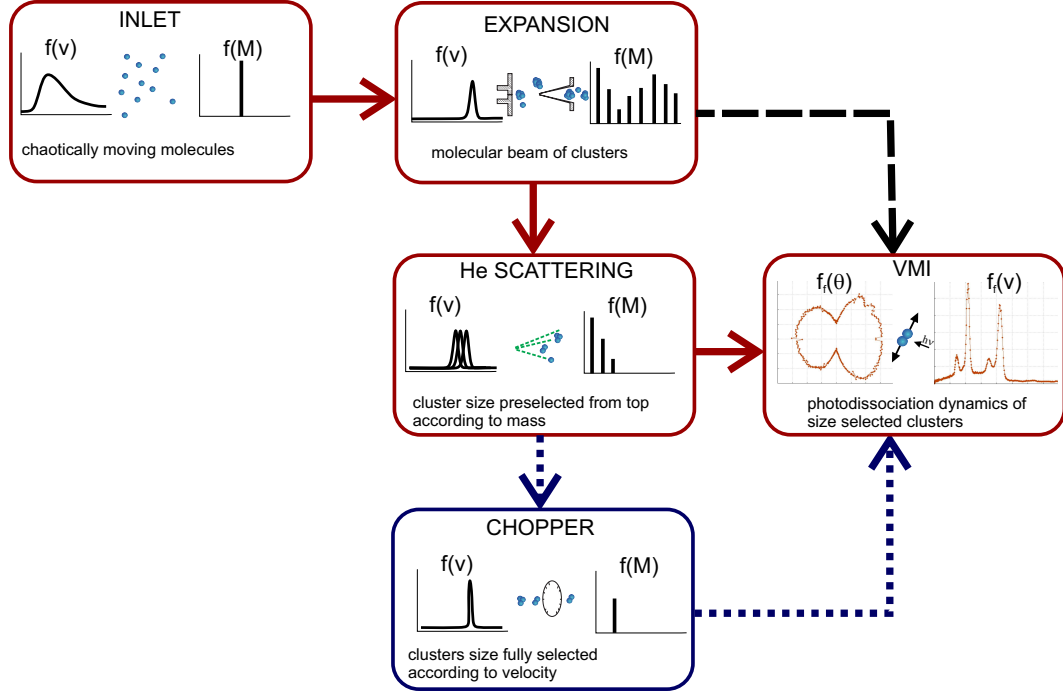 INLET
f(v)
f(M)
chaotically moving molecules
EXPANSION
f(v)
f(M)
molecular beam of clusters
He SCATTERING
f(v)
f(M)
cluster size preselected from top
according to mass
VMI
f_f(θ)
f_f(v)
hν
photodissociation dynamics of
size selected clusters
CHOPPER
f(v)
f(M)
clusters size fully selected
according to velocity